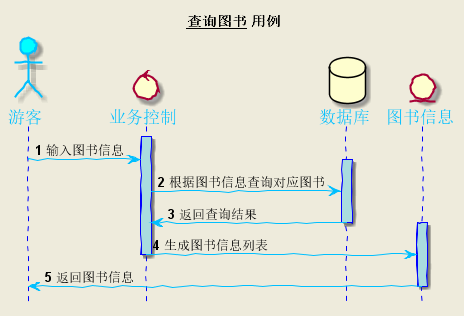 查询图书 用例
游客 业务控制 数据库 图书信息
1 输入图书信息
2 根据图书信息查询对应图书
3 返回查询结果
4 生成图书信息列表
5 返回图书信息